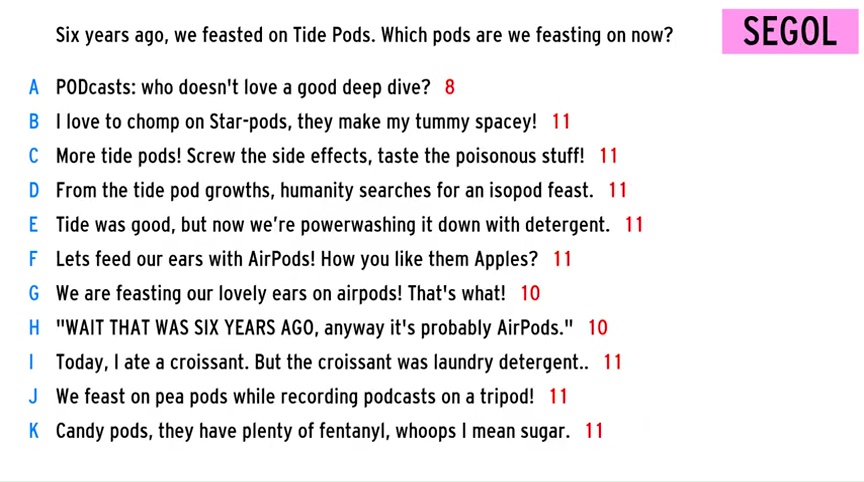 Six years ago, we feasted on Tide Pods. Which pods are we feasting on now?
SEGOL
A PODcasts: who doesn't love a good deep dive? 8
B I love to chomp on Star-pods, they make my tummy spacey! 11
C More tide pods! Screw the side effects, taste the poisonous stuff! 11
D From the tide pod growths, humanity searches for an isopod feast. 11
E Tide was good, but now we’re powerwashing it down with detergent. 11
F Lets feed our ears with AirPods! How you like them Apples? 11
G We are feasting our lovely ears on airpods! That's what! 10
H "WAIT THAT WAS SIX YEARS AGO, anyway it's probably AirPods." 10
I Today, I ate a croissant. But the croissant was laundry detergent.. 11
J We feast on pea pods while recording podcasts on a tripod! 11
K Candy pods, they have plenty of fentanyl, whoops I mean sugar. 11